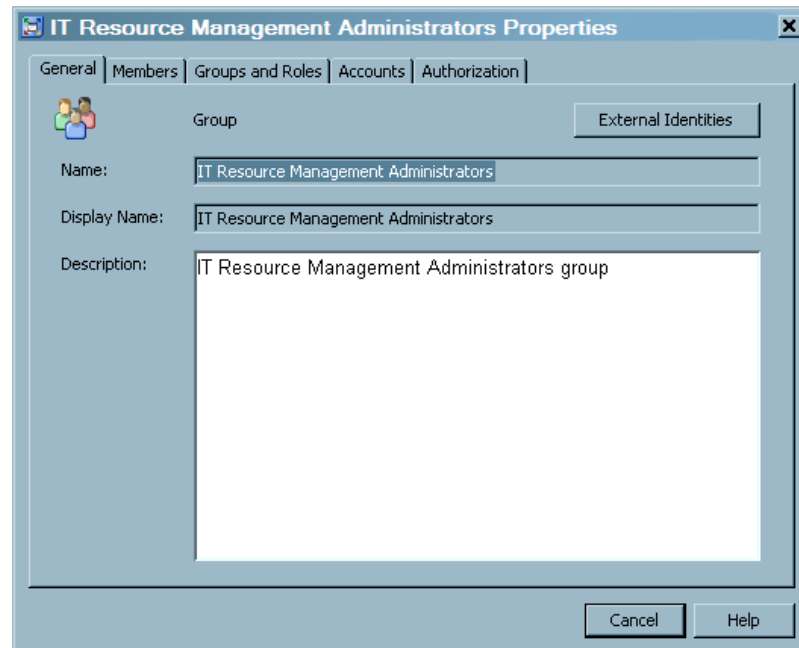 IT Resource Management Administrators Properties
General Members Groups and Roles Accounts Authorization
Group External Identities
Name: IT Resource Management Administrators
Display Name: IT Resource Management Administrators
Description: IT Resource Management Administrators group
Cancel Help